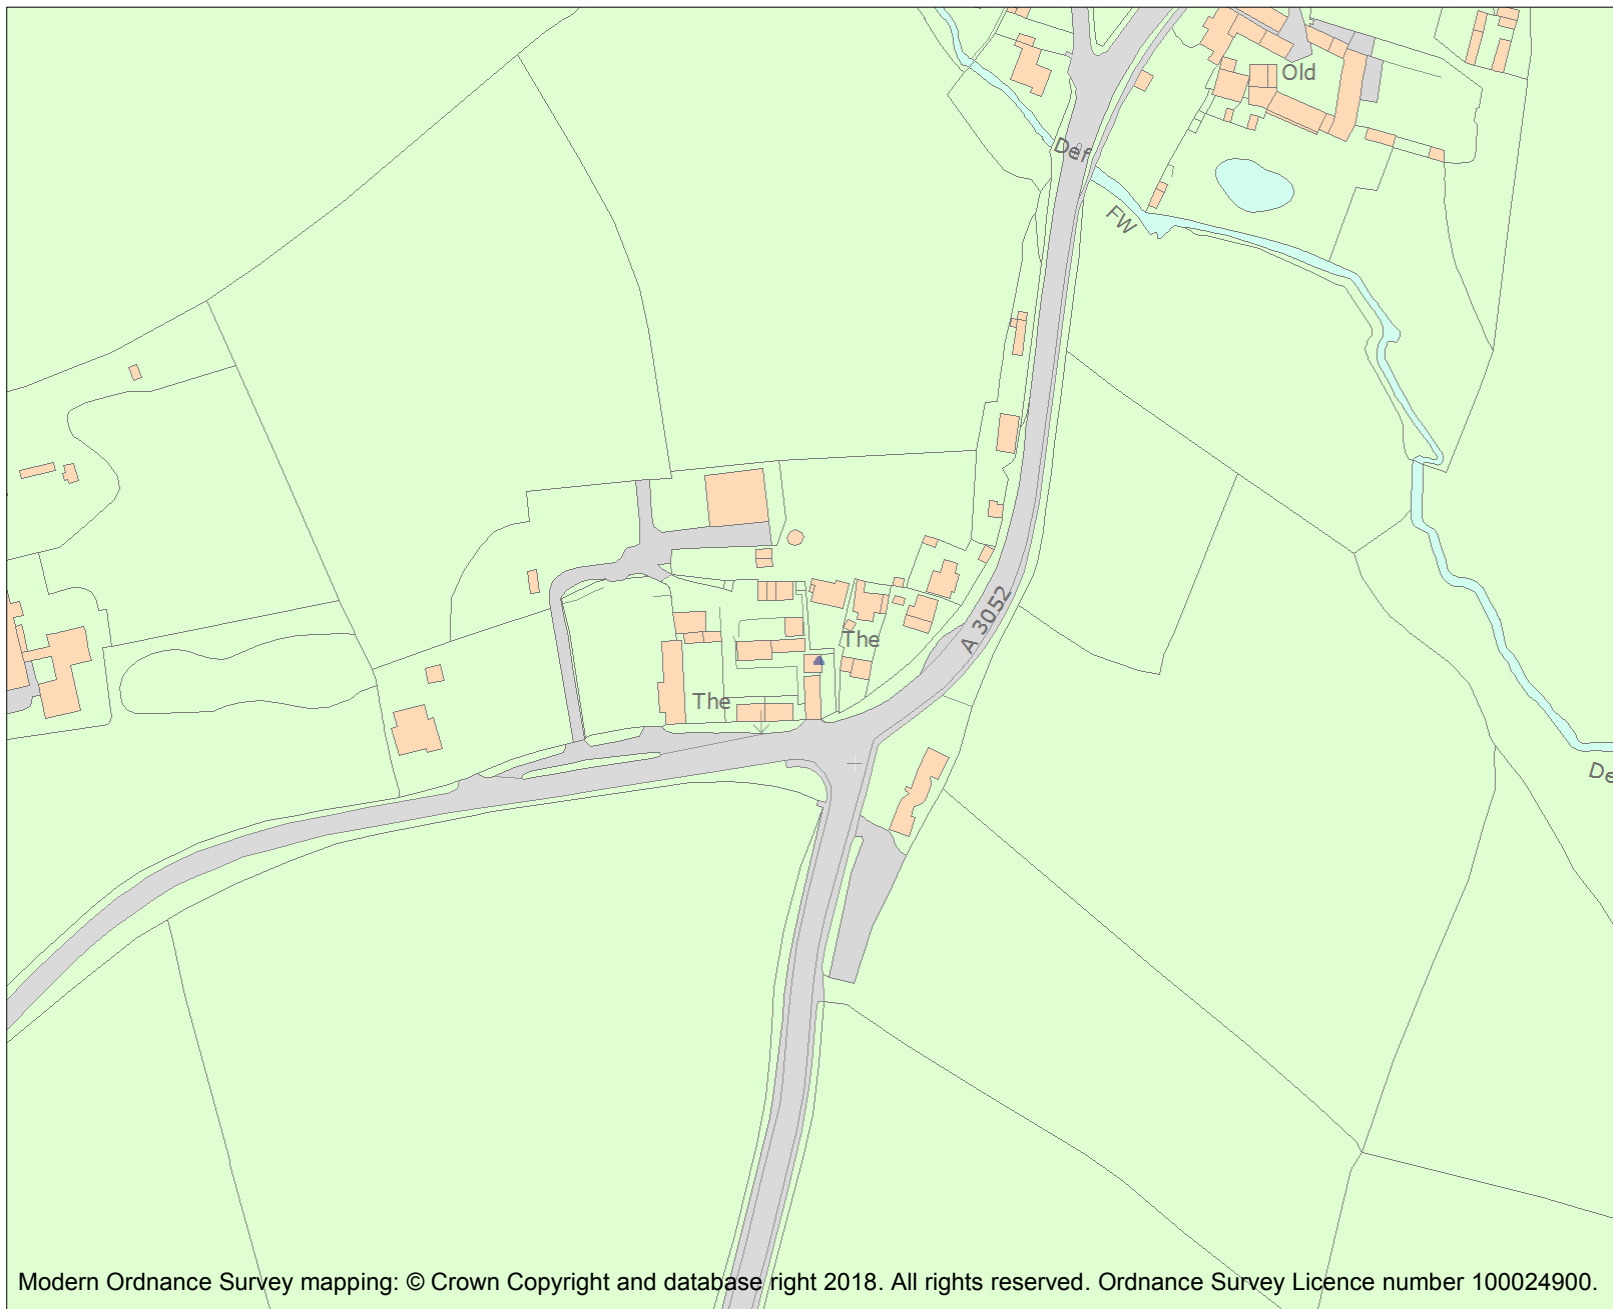 Old
Def
FW
A 3052
The
The
De
Modern Ordnance Survey mapping: © Crown Copyright and database right 2018. All rights reserved. Ordnance Survey Licence number 100024900.